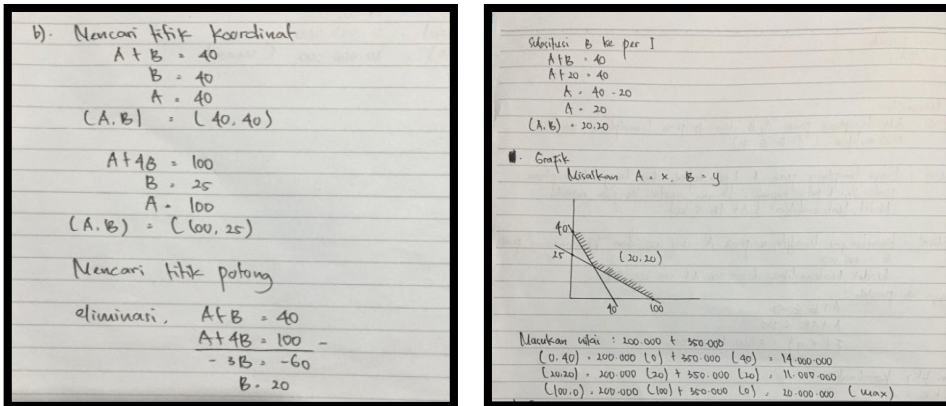 b). Mencari titik koordinat
A + B = 40
B = 40
A = 40
(A.B) = (40,40)
A + 4B = 100
B = 25
A = 100
(A.B) = (100,25)
Mencari titik potong
eliminasi, A + B = 40
A + 4B = 100 -
- 3B = -60
B = 20
Subsitusi B ke per I
A+B = 40
A+20 = 40
A = 40 - 20
A = 20
(A.B) = 20.20
Grafik
Misalkan A = x, B = y
40
25
(20,20)
40
100
Masukan nilai : 200.000 + 350.000
(0,40) = 200.000 (0) + 350.000 (40) = 14.000.000
(20,20) = 200.000 (20) + 350.000 (20) = 11.000.000
(100,0) = 200.000 (100) + 350.000 (0) = 20.000.000 (max)